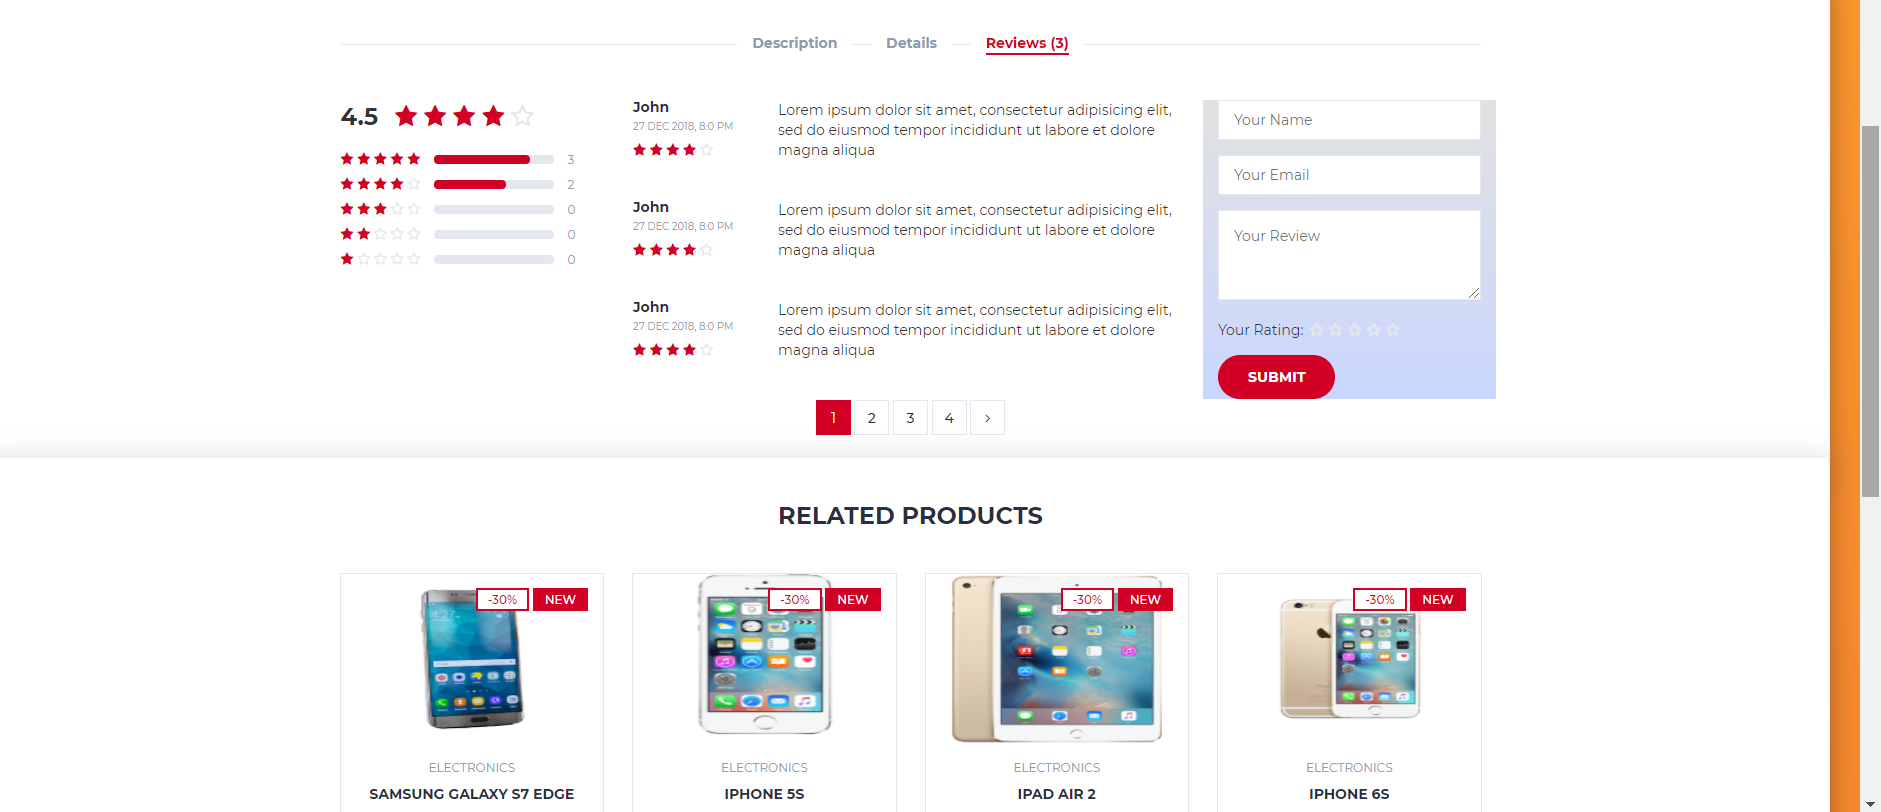 Description
Details
Reviews (3)
4.5
3
2
0
0
0
John
27 DEC 2018, 8:0 PM
Lorem ipsum dolor sit amet, consectetur adipisicing elit,
sed do eiusmod tempor incididunt ut labore et dolore
magna aliqua
John
27 DEC 2018, 8:0 PM
Lorem ipsum dolor sit amet, consectetur adipisicing elit,
sed do eiusmod tempor incididunt ut labore et dolore
magna aliqua
John
27 DEC 2018, 8:0 PM
Lorem ipsum dolor sit amet, consectetur adipisicing elit,
sed do eiusmod tempor incididunt ut labore et dolore
magna aliqua
1 2 3 4 >
Your Name
Your Email
Your Review
Your Rating:
SUBMIT
RELATED PRODUCTS
-30% NEW
ELECTRONICS
SAMSUNG GALAXY S7 EDGE
-30% NEW
ELECTRONICS
IPHONE 5S
-30% NEW
ELECTRONICS
IPAD AIR 2
-30% NEW
ELECTRONICS
IPHONE 6S